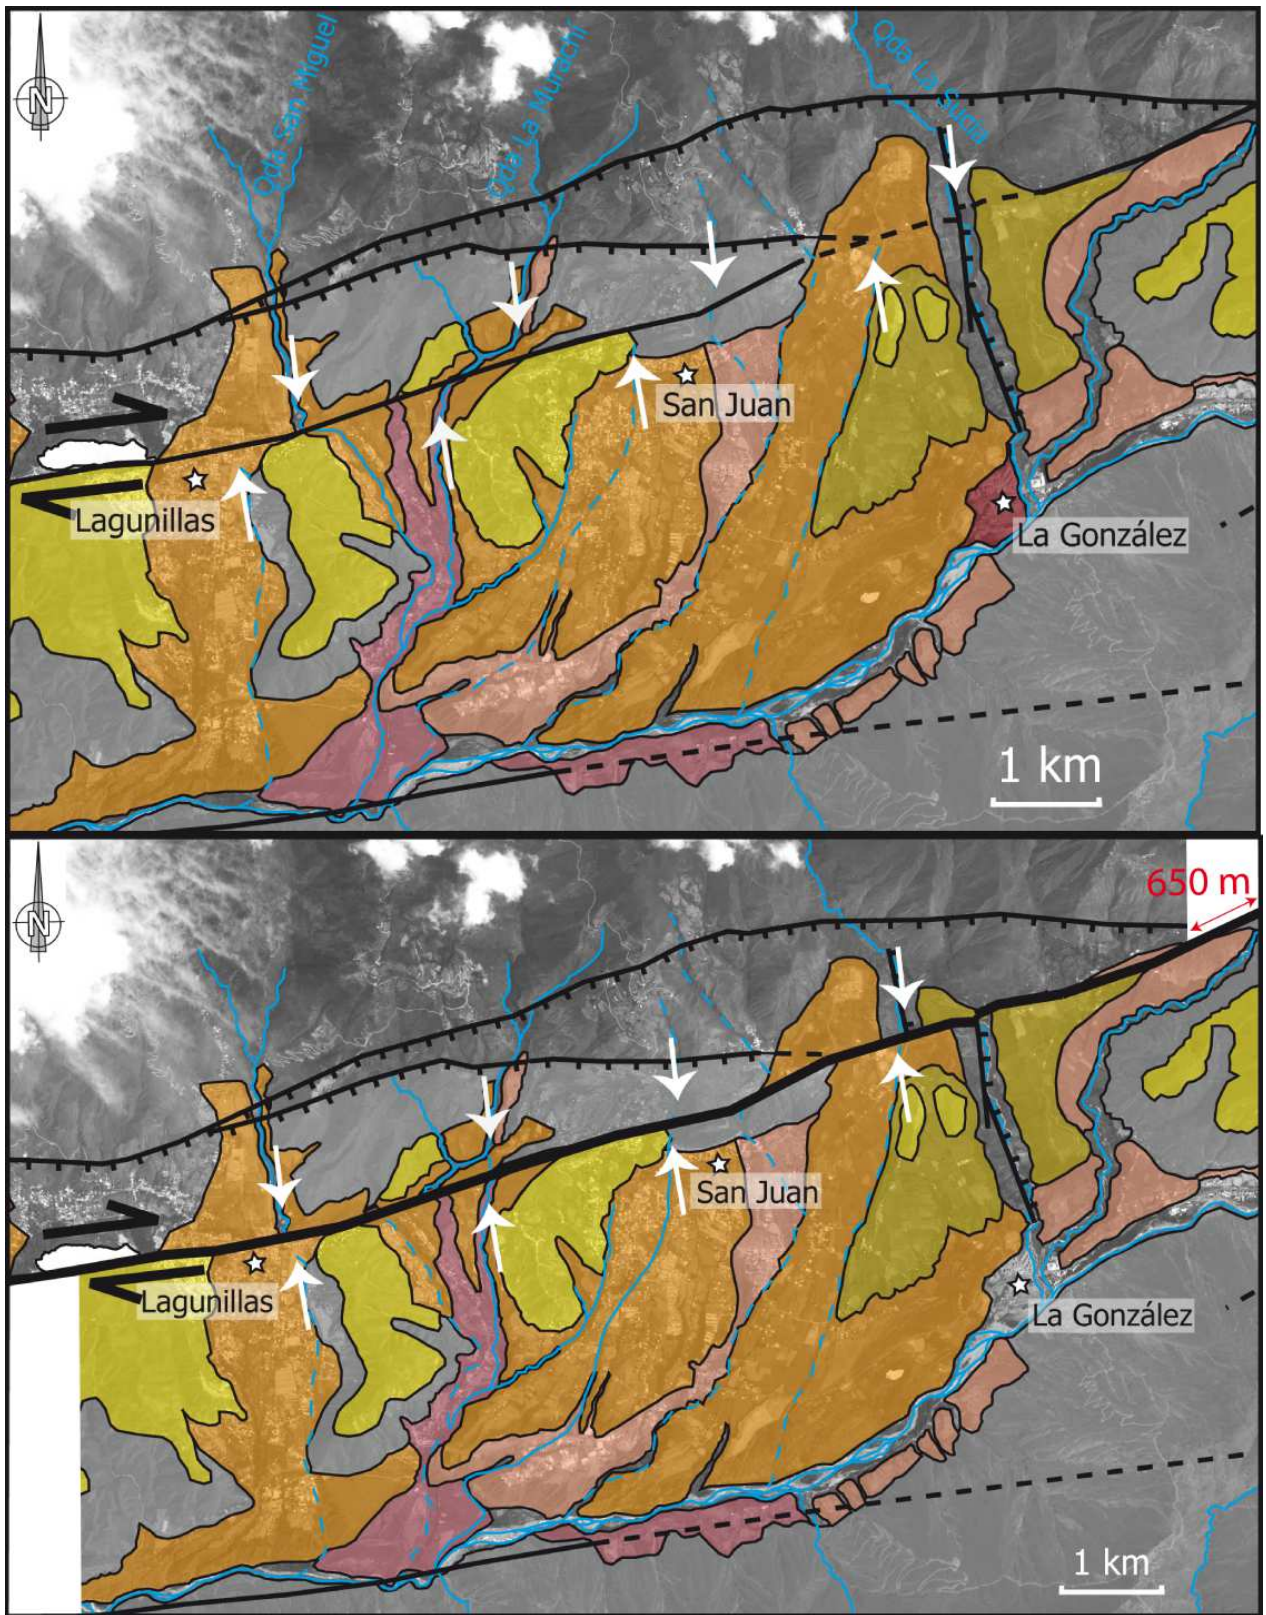 N
Qda San Miguel
Qda La Murachí
Qda La Sucia
San Juan
Lagunillas
La González
1 km
N
650 m
San Juan
Lagunillas
La González
1 km